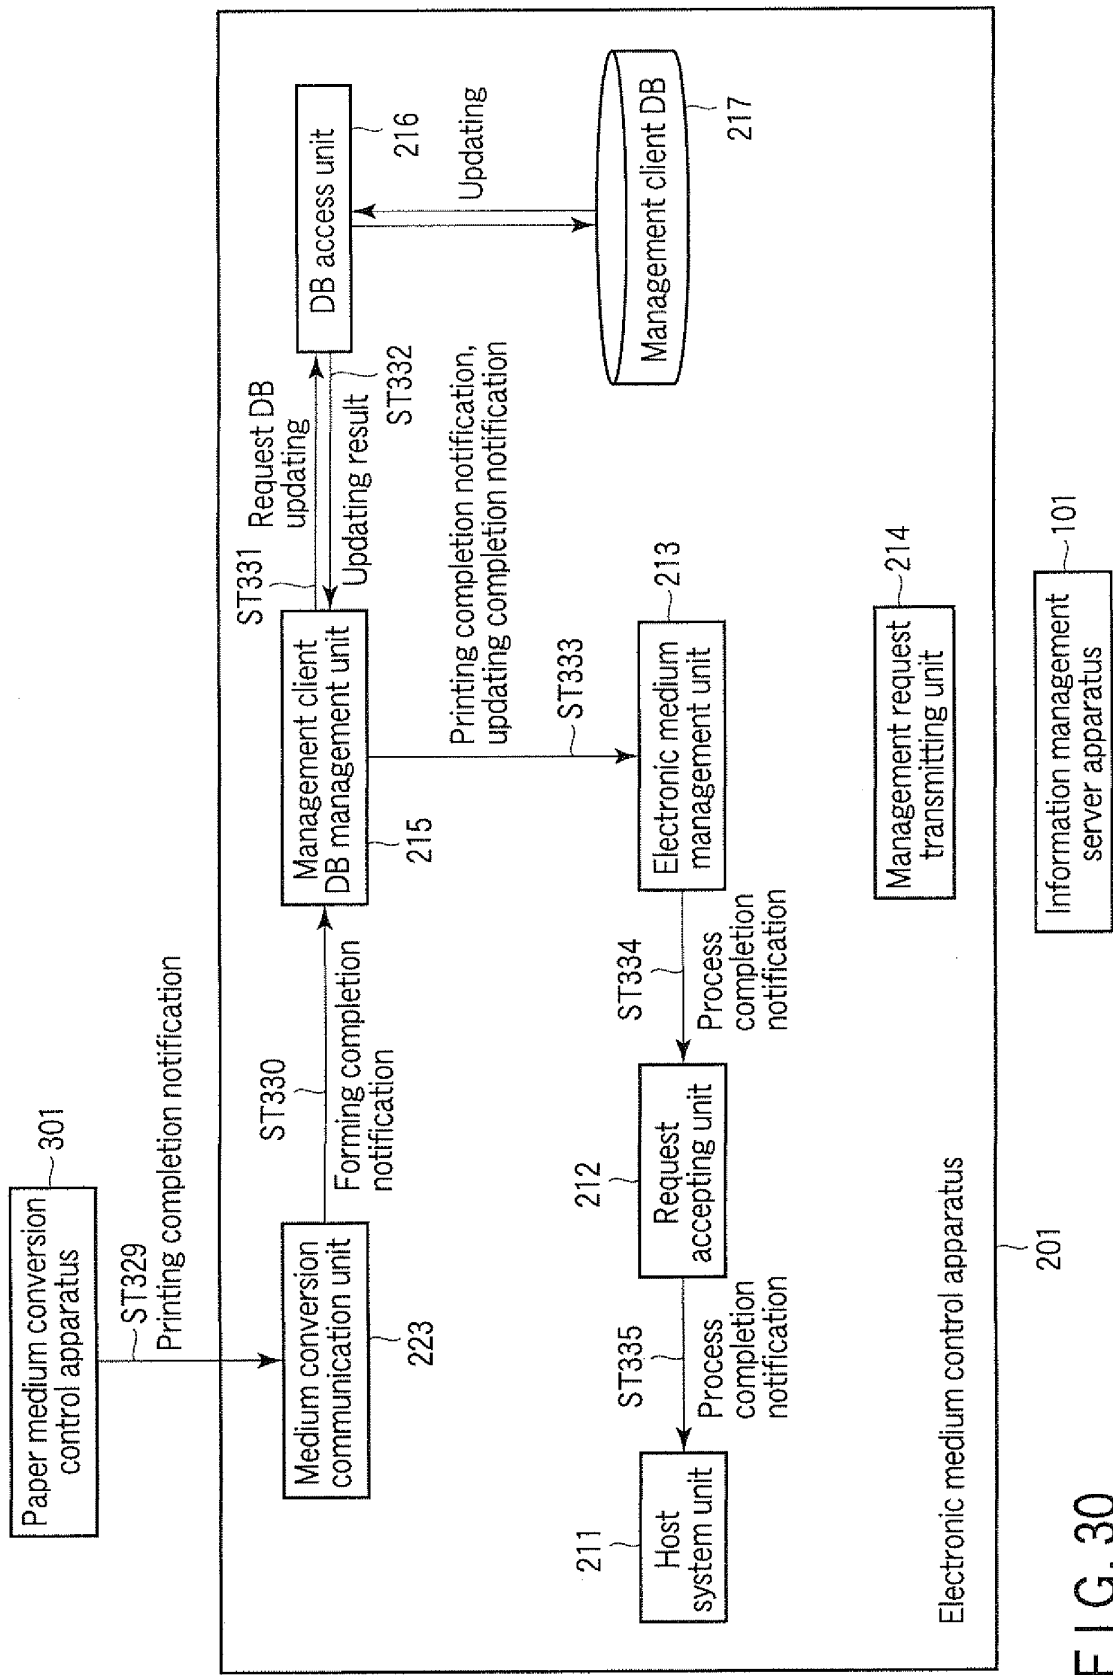 Paper medium conversion
control apparatus
301
ST329
Printing completion notification
Medium conversion
communication unit
223
ST330
Forming completion
notification
Management client
DB management unit
215
ST331
Request DB
updating
Updating result
ST332
DB access unit
216
Updating
Management client DB
217
Printing completion notification,
updating completion notification
ST333
Electronic medium
management unit
213
ST334
Process
completion
notification
Request
accepting unit
212
ST335
Process
completion
notification
Host
system unit
211
Management request
transmitting unit
214
Electronic medium control apparatus
201
Information management
server apparatus
101
FIG. 30